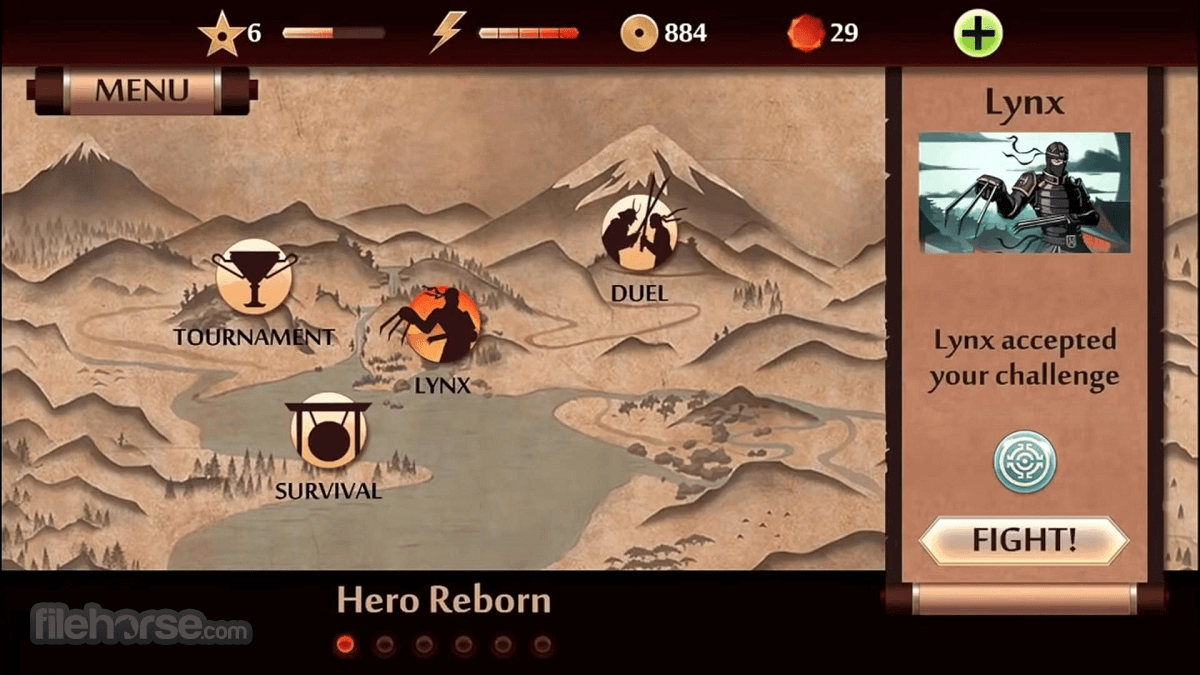 6
884
29
MENU
Lynx
TOURNAMENT
DUEL
LYNX
SURVIVAL
Lynx accepted
your challenge
FIGHT!
Hero Reborn
filehorse.com